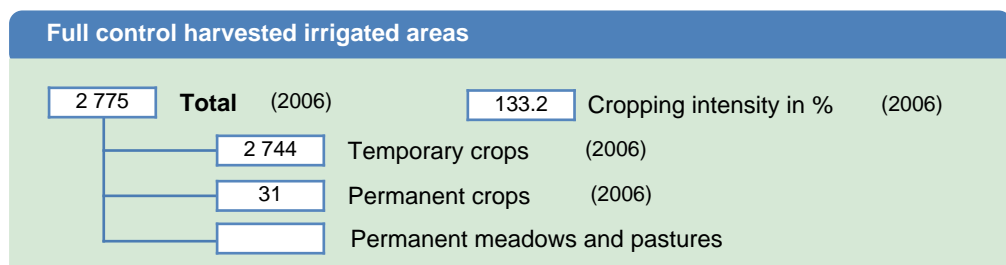 Full control harvested irrigated areas
2 775 Total (2006) 133.2 Cropping intensity in % (2006)
2 744 Temporary crops (2006)
31 Permanent crops (2006)
Permanent meadows and pastures